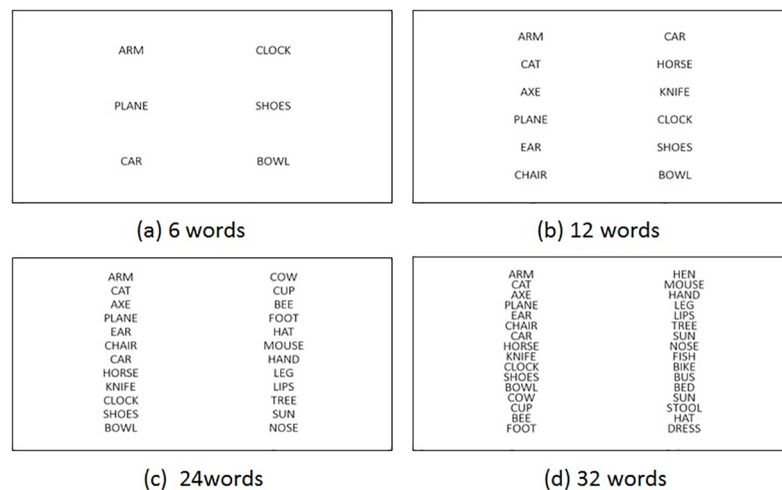 ARM CLOCK
PLANE SHOES
CAR BOWL
(a) 6 words
ARM CAR
CAT HORSE
AXE KNIFE
PLANE CLOCK
EAR SHOES
CHAIR BOWL
(b) 12 words
ARM COW
CAT CUP
AXE BEE
PLANE FOOT
EAR HAT
CHAIR MOUSE
CAR HAND
HORSE LEG
KNIFE LIPS
CLOCK TREE
SHOES SUN
BOWL NOSE
(c) 24words
ARM HEN
CAT MOUSE
AXE HAND
PLANE LEG
EAR LIPS
CHAIR TREE
CAR SUN
HORSE NOSE
KNIFE FISH
CLOCK BIKE
SHOES BUS
BOWL BED
COW SUN
CUP STOOL
BEE HAT
FOOT DRESS
(d) 32 words